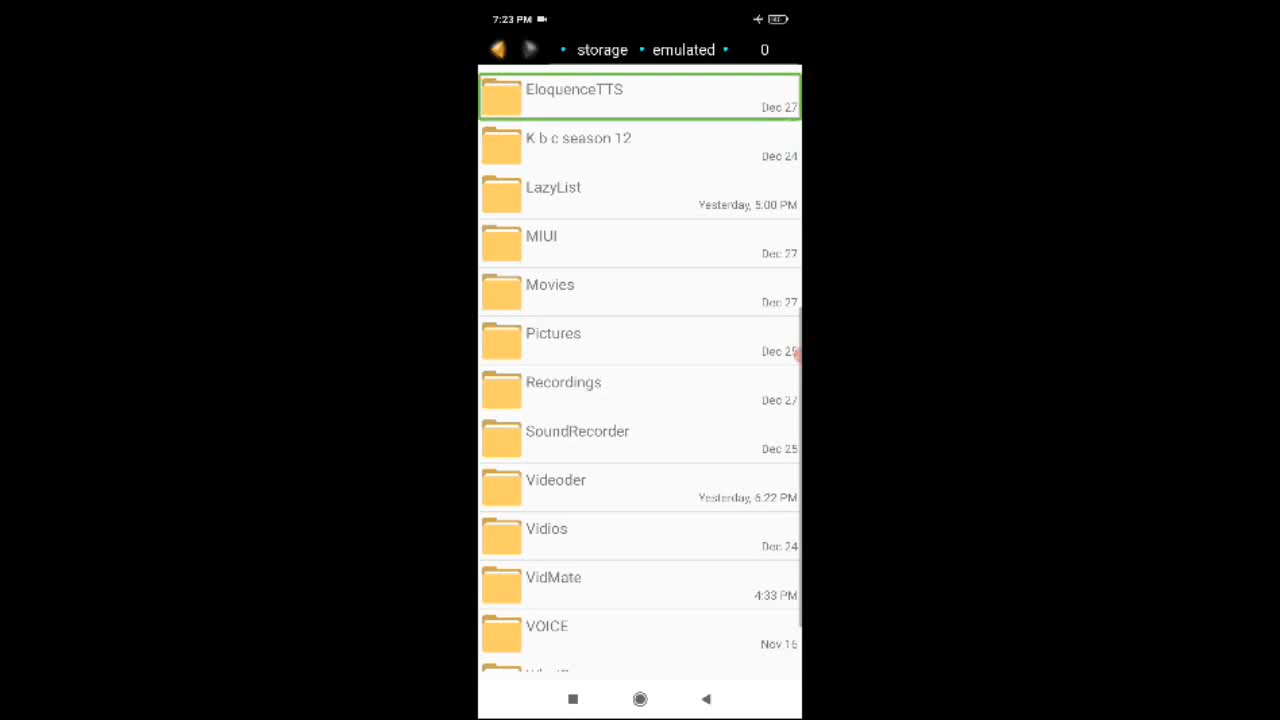 7:23 PM
storage emulated 0
EloquenceTTS
Dec 27
K b c season 12
Dec 24
LazyList
Yesterday, 5:00 PM
MIUI
Dec 27
Movies
Dec 27
Pictures
Dec 25
Recordings
Dec 27
SoundRecorder
Dec 25
Videoder
Yesterday, 6:22 PM
Vidios
Dec 24
VidMate
4:33 PM
VOICE
Nov 16